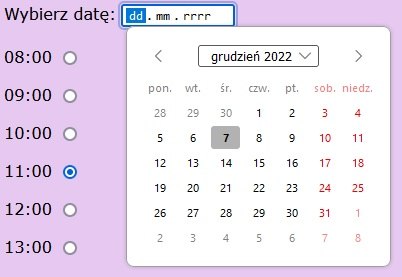 Wybierz datę: dd . mm . rrrr
grudzień 2022
08:00
pon. wt. śr. czw. pt. sob. niedz.
09:00
28 29 30 1 2 3 4
5 6 7 8 9 10 11
10:00
12 13 14 15 16 17 18
11:00
19 20 21 22 23 24 25
12:00
26 27 28 29 30 31 1
13:00
2 3 4 5 6 7 8